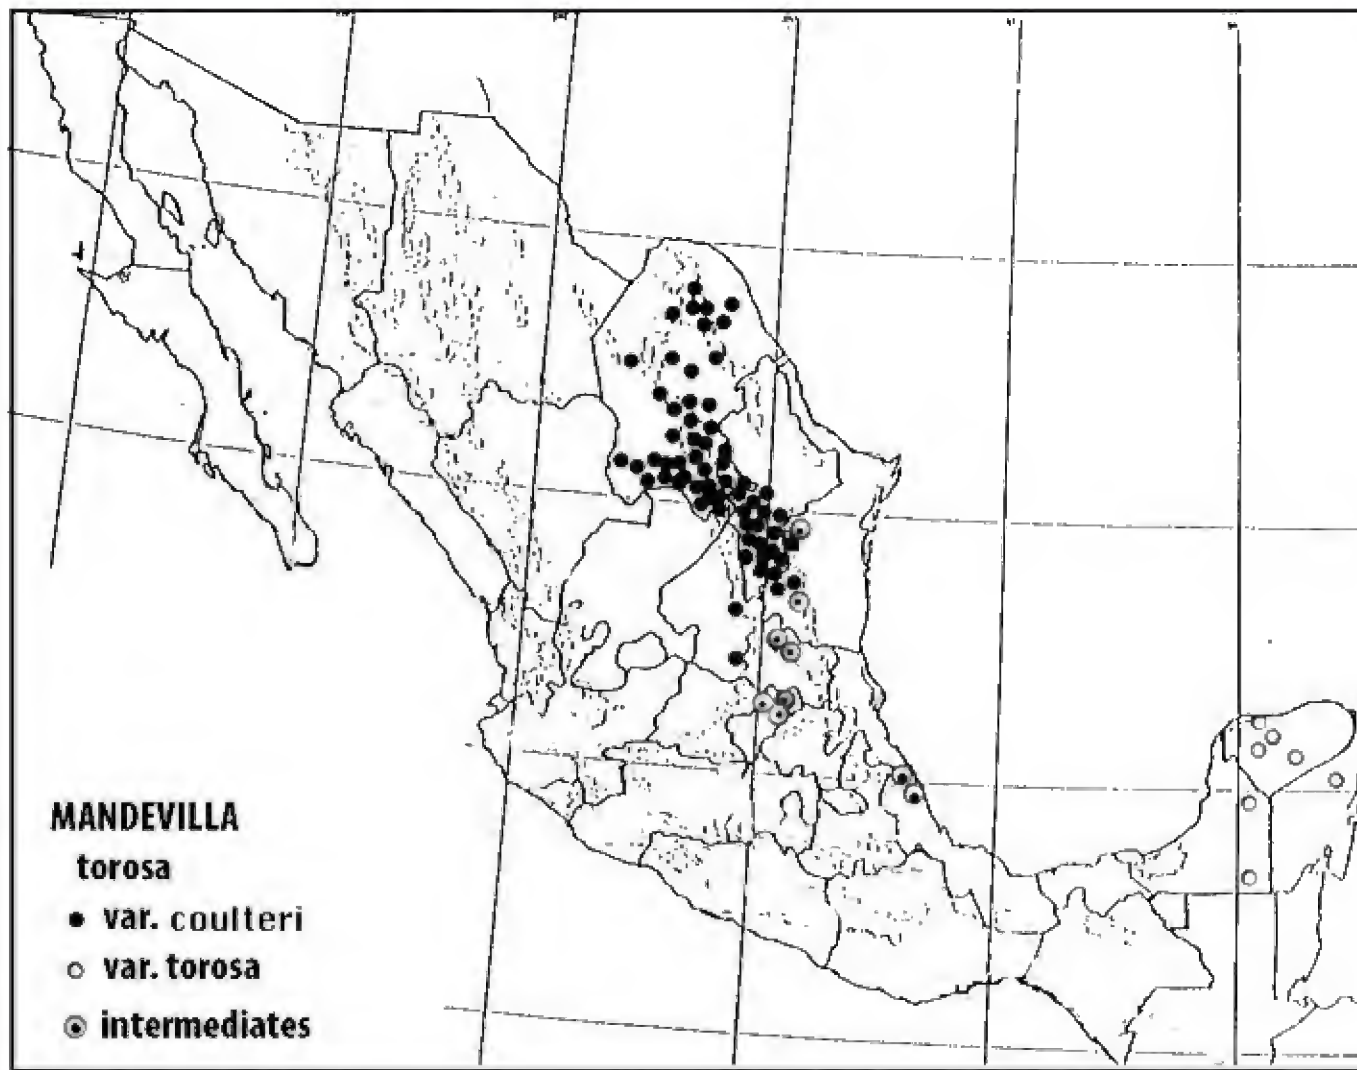 MANDEVILLA
torosa
var. coulteri
var. torosa
intermediates